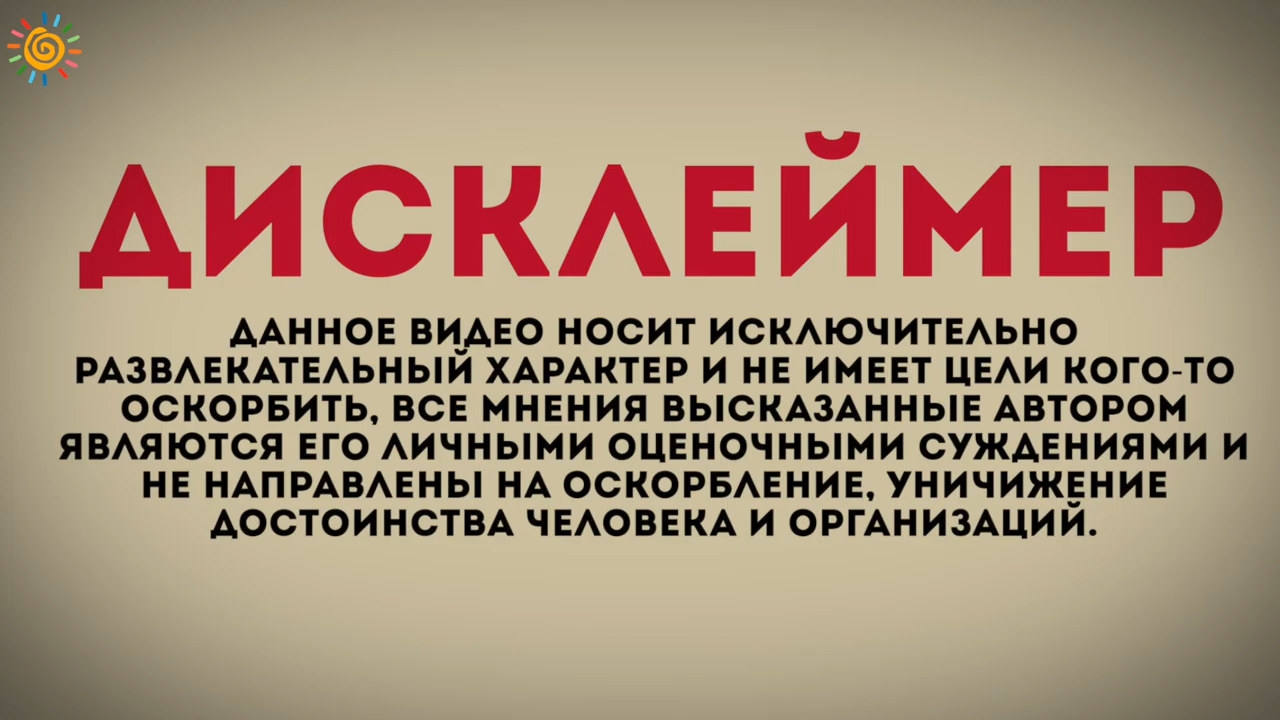 ДИСКЛЕЙМЕР
ДАННОЕ ВИДЕО НОСИТ ИСКЛЮЧИТЕЛЬНО
РАЗВЛЕКАТЕЛЬНЫЙ ХАРАКТЕР И НЕ ИМЕЕТ ЦЕЛИ КОГО-ТО
ОСКОРБИТЬ, ВСЕ МНЕНИЯ ВЫСКАЗАННЫЕ АВТОРОМ
ЯВЛЯЮТСЯ ЕГО ЛИЧНЫМИ ОЦЕНОЧНЫМИ СУЖДЕНИЯМИ И
НЕ НАПРАВЛЕНЫ НА ОСКОРБЛЕНИЕ, УНИЧИЖЕНИЕ
ДОСТОИНСТВА ЧЕЛОВЕКА И ОРГАНИЗАЦИЙ.